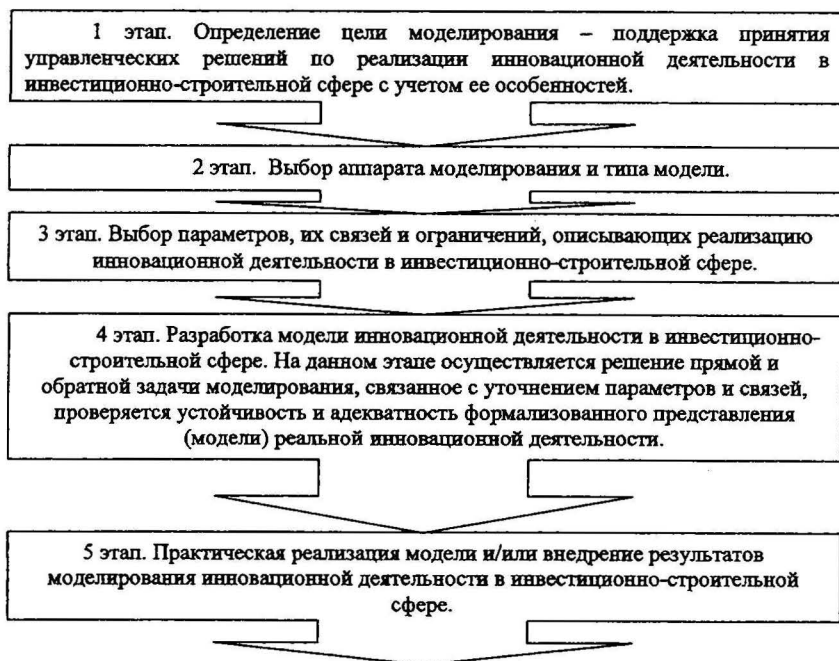 1 этап. Определение цели моделирования – поддержка принятия
управленческих решений по реализации инновационной деятельности в
инвестиционно-строительной сфере с учетом ее особенностей.
2 этап. Выбор аппарата моделирования и типа модели.
3 этап. Выбор параметров, их связей и ограничений, описывающих реализацию
инновационной деятельности в инвестиционно-строительной сфере.
4 этап. Разработка модели инновационной деятельности в инвестиционно-
строительной сфере. На данном этапе осуществляется решение прямой и
обратной задачи моделирования, связанное с уточнением параметров и связей,
проверяется устойчивость и адекватность формализованного представления
(модели) реальной инновационной деятельности.
5 этап. Практическая реализация модели и/или внедрение результатов
моделирования инновационной деятельности в инвестиционно-строительной
сфере.